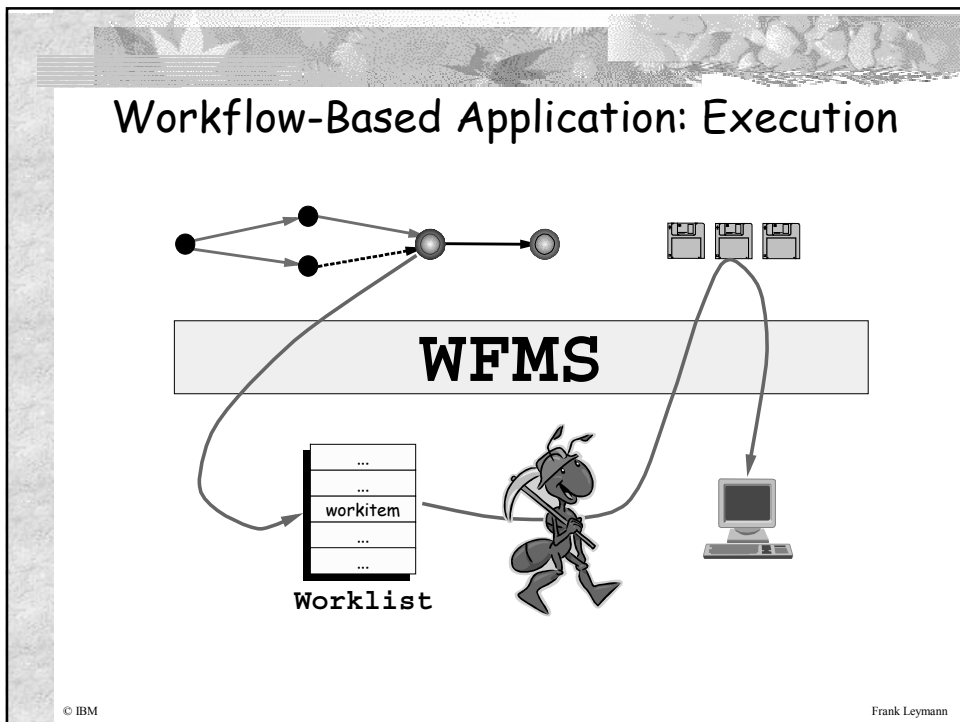 Workflow-Based Application: Execution
WFMS
...
...
workitem
...
...
Worklist
© IBM
Frank Leymann